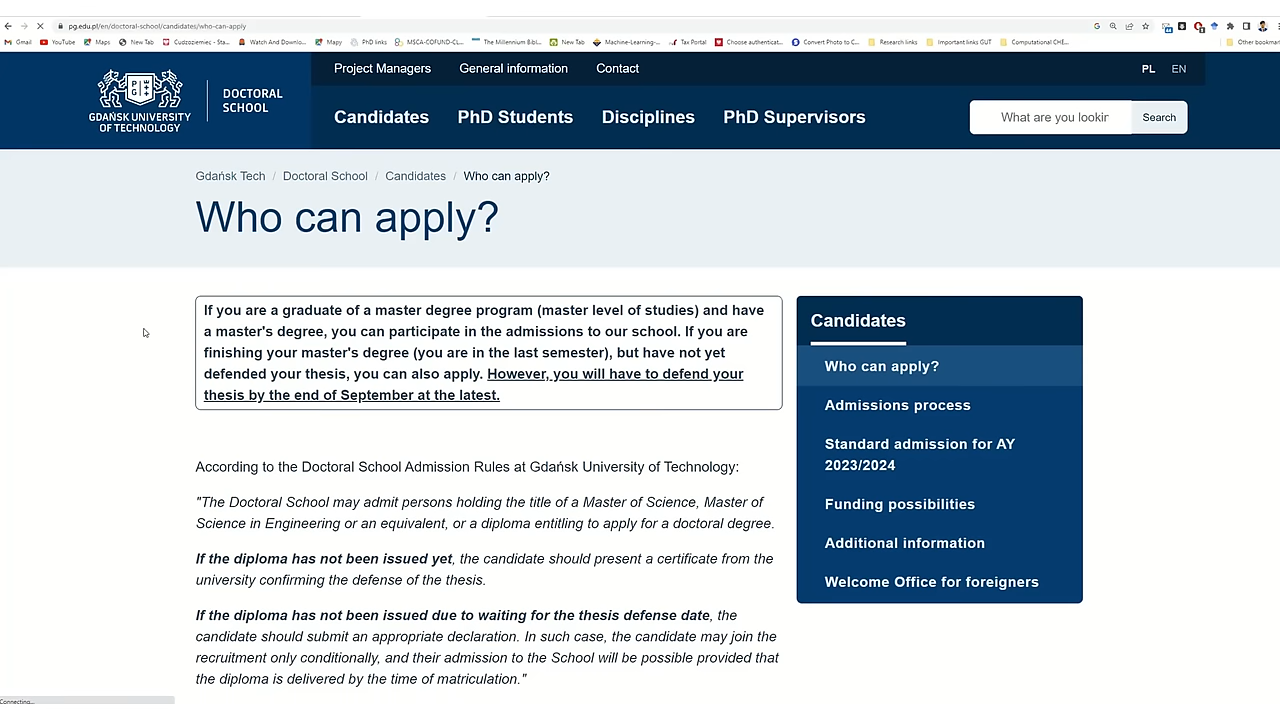 pg.edu.pl/en/doctoral-school/candidates/who-can-apply
Gmail YouTube Maps New Tab Cudzoziemiec - Sta... Watch And Downlo... Mapy PhD links MSCA-COFUND-CL... The Millennium Bibl... New Tab Machine-Learning-... Tax Portal Choose authenticat... Convert Photo to C... Research links Important links GUT Computational CHE... Other bookmar
Project Managers General information Contact PL EN
GDAŃSK UNIVERSITY
OF TECHNOLOGY
DOCTORAL
SCHOOL
Candidates PhD Students Disciplines PhD Supervisors
What are you lookir Search
Gdańsk Tech / Doctoral School / Candidates / Who can apply?
Who can apply?
If you are a graduate of a master degree program (master level of studies) and have
a master's degree, you can participate in the admissions to our school. If you are
finishing your master's degree (you are in the last semester), but have not yet
defended your thesis, you can also apply. However, you will have to defend your
thesis by the end of September at the latest.
According to the Doctoral School Admission Rules at Gdańsk University of Technology:
"The Doctoral School may admit persons holding the title of a Master of Science, Master of
Science in Engineering or an equivalent, or a diploma entitling to apply for a doctoral degree.
If the diploma has not been issued yet, the candidate should present a certificate from the
university confirming the defense of the thesis.
If the diploma has not been issued due to waiting for the thesis defense date, the
candidate should submit an appropriate declaration. In such case, the candidate may join the
recruitment only conditionally, and their admission to the School will be possible provided that
the diploma is delivered by the time of matriculation."
Candidates
Who can apply?
Admissions process
Standard admission for AY
2023/2024
Funding possibilities
Additional information
Welcome Office for foreigners
Connecting...